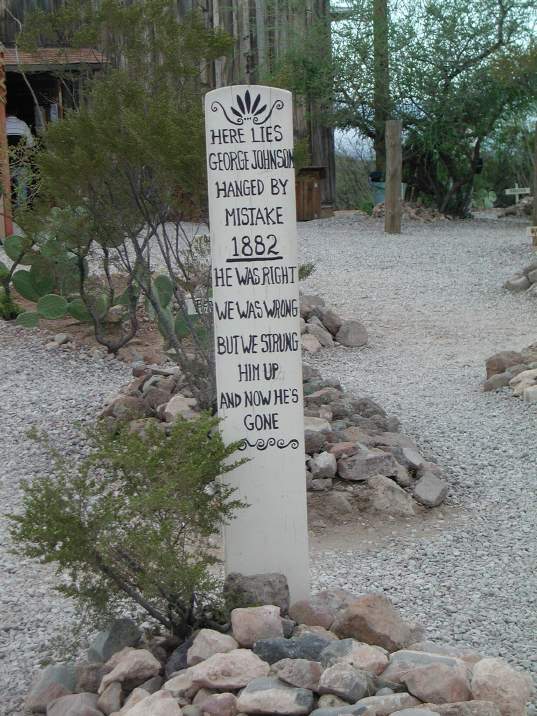 HERE LIES
GEORGE JOHNSON
HANGED BY
MISTAKE
1882
HE WAS RIGHT
WE WAS WRONG
BUT WE STRUNG
HIM UP
AND NOW HE'S
GONE